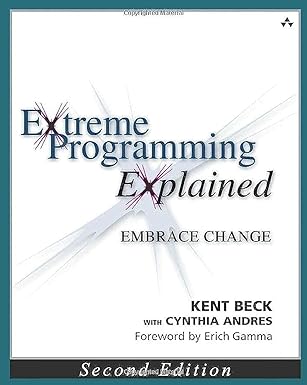 Extreme
Programming
Explained
EMBRACE CHANGE
KENT BECK
WITH CYNTHIA ANDRES
Foreword by Erich Gamma
Second Edition